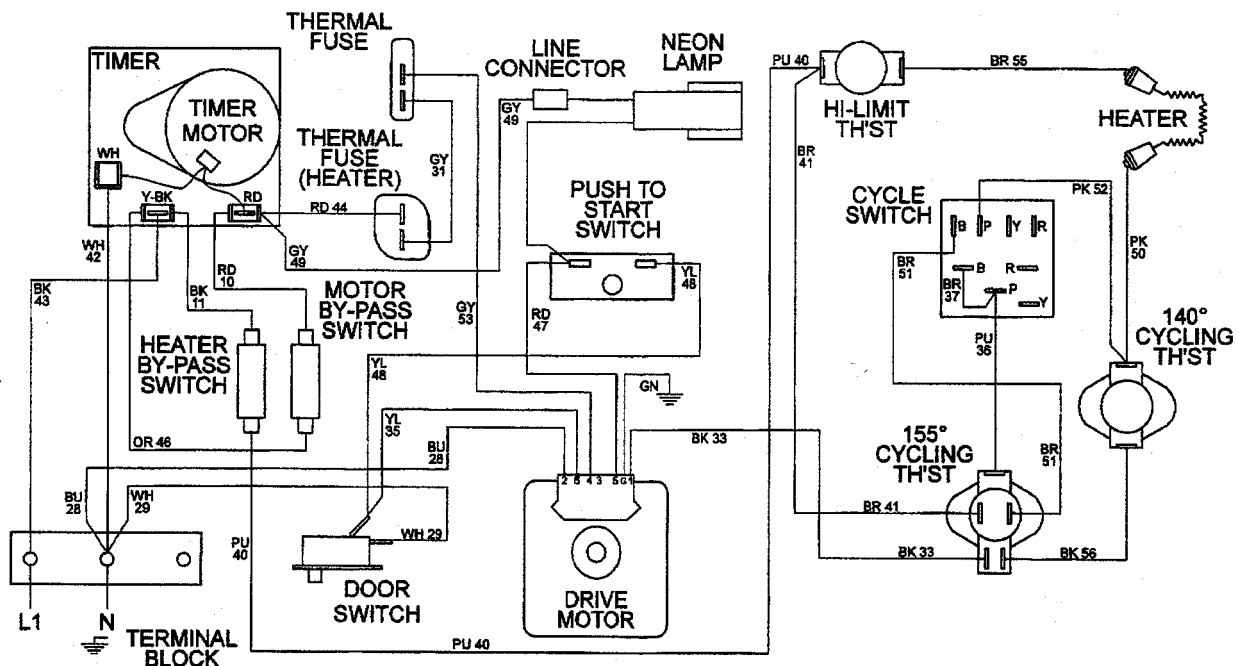 THERMAL
FUSE
TIMER
TIMER
MOTOR
WH
Y-BK
RD
LINE
CONNECTOR
NEON
LAMP
GY
49
THERMAL
FUSE
(HEATER)
GY
31
RD 44
GY
49
PUSH TO
START
SWITCH
PU 40
HI-LIMIT
TH'ST
BR 55
HEATER
BR
41
CYCLE
SWITCH
PK 52
B
P
Y
R
B
R
P
Y
BR
51
BR
37
PU
36
PK
50
WH
42
BK
43
BK
11
RD
10
MOTOR
BY-PASS
SWITCH
HEATER
BY-PASS
SWITCH
GY
53
RD
47
YL
48
YL
48
GN
140°
CYCLING
TH'ST
OR 46
YL
35
BU
28
BK 33
155°
CYCLING
TH'ST
BR
51
BU
28
WH
29
2
4
3
5
G
1
BR 41
WH 29
PU
40
BK 33
BK 56
DOOR
SWITCH
DRIVE
MOTOR
L1
N
TERMINAL
BLOCK
PU 40